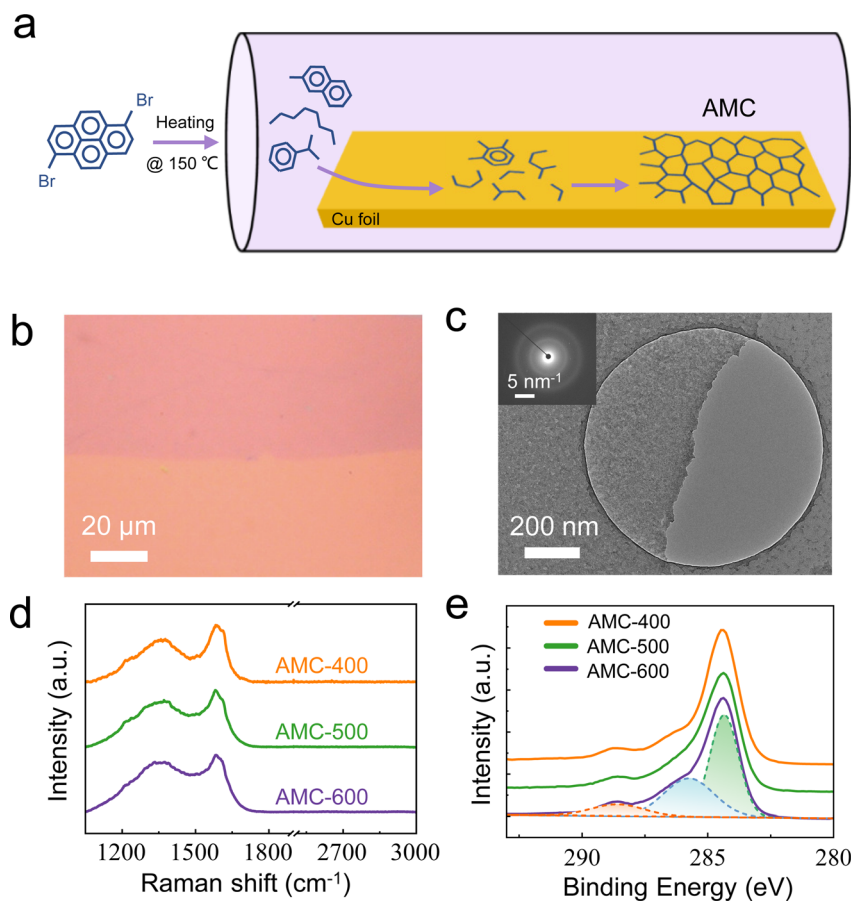 a
Br
Br
Heating
@ 150 ℃
AMC
Cu foil
b
20 µm
c
5 nm⁻¹
200 nm
d
Intensity (a.u.)
AMC-400
AMC-500
AMC-600
1200 1500 1800 2700 3000
Raman shift (cm⁻¹)
e
Intensity (a.u.)
AMC-400
AMC-500
AMC-600
290 285 280
Binding Energy (eV)